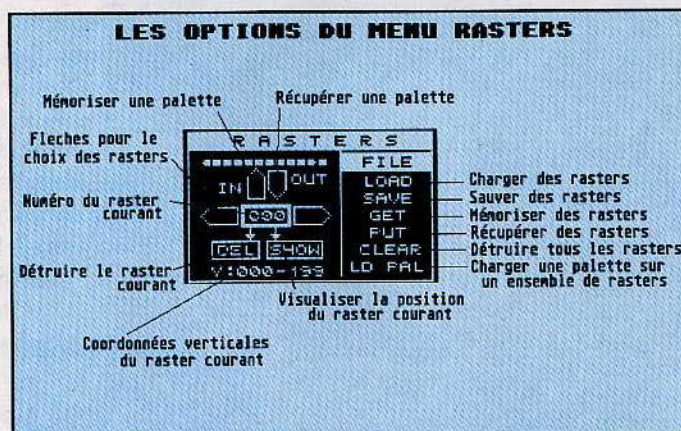 LES OPTIONS DU MENU RASTERS
Mémoriser une palette
Récupérer une palette
Fleches pour le
choix des rasters
Numéro du raster
courant
Détruire le raster
courant
Coordonnées verticales
du raster courant
Visualiser la position
du raster courant
RASTERS
IN
OUT
000
DEL
SHOW
Y:000-199
FILE
LOAD
SAVE
GET
PUT
CLEAR
LD PAL
Charger des rasters
Sauver des rasters
Mémoriser des rasters
Récupérer des rasters
Détruire tous les rasters
Charger une palette sur
un ensemble de rasters